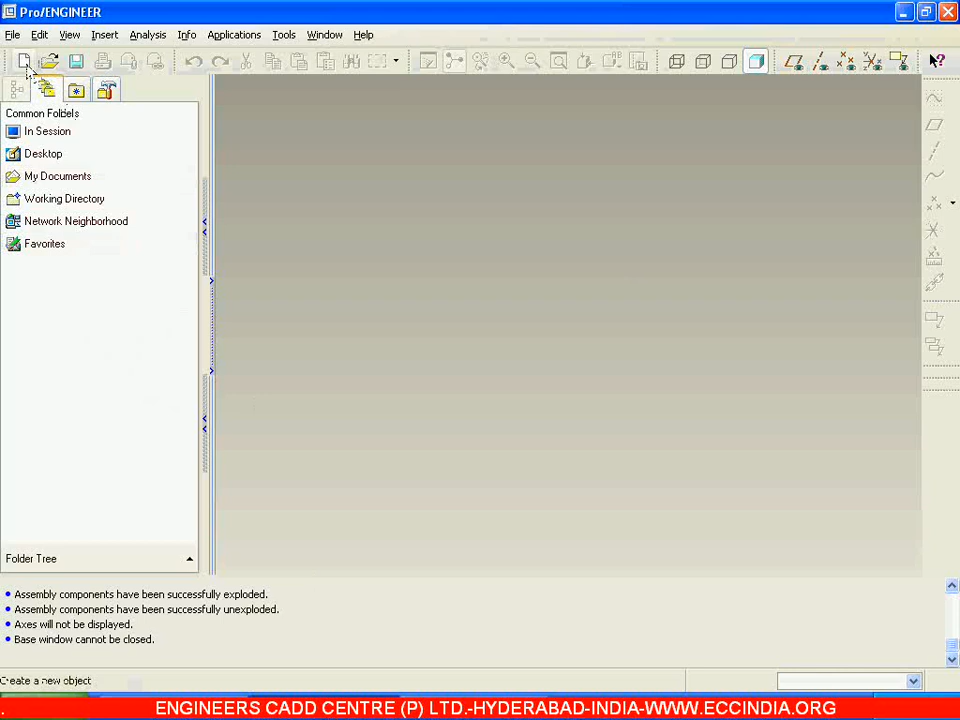 Pro/ENGINEER
File Edit View Insert Analysis Info Applications Tools Window Help
Common Folders
In Session
Desktop
My Documents
Working Directory
Network Neighborhood
Favorites
Folder Tree
Assembly components have been successfully exploded.
Assembly components have been successfully unexploded.
Axes will not be displayed.
Base window cannot be closed.
Create a new object
. ENGINEERS CADD CENTRE (P) LTD.-HYDERABAD-INDIA-WWW.ECCINDIA.ORG